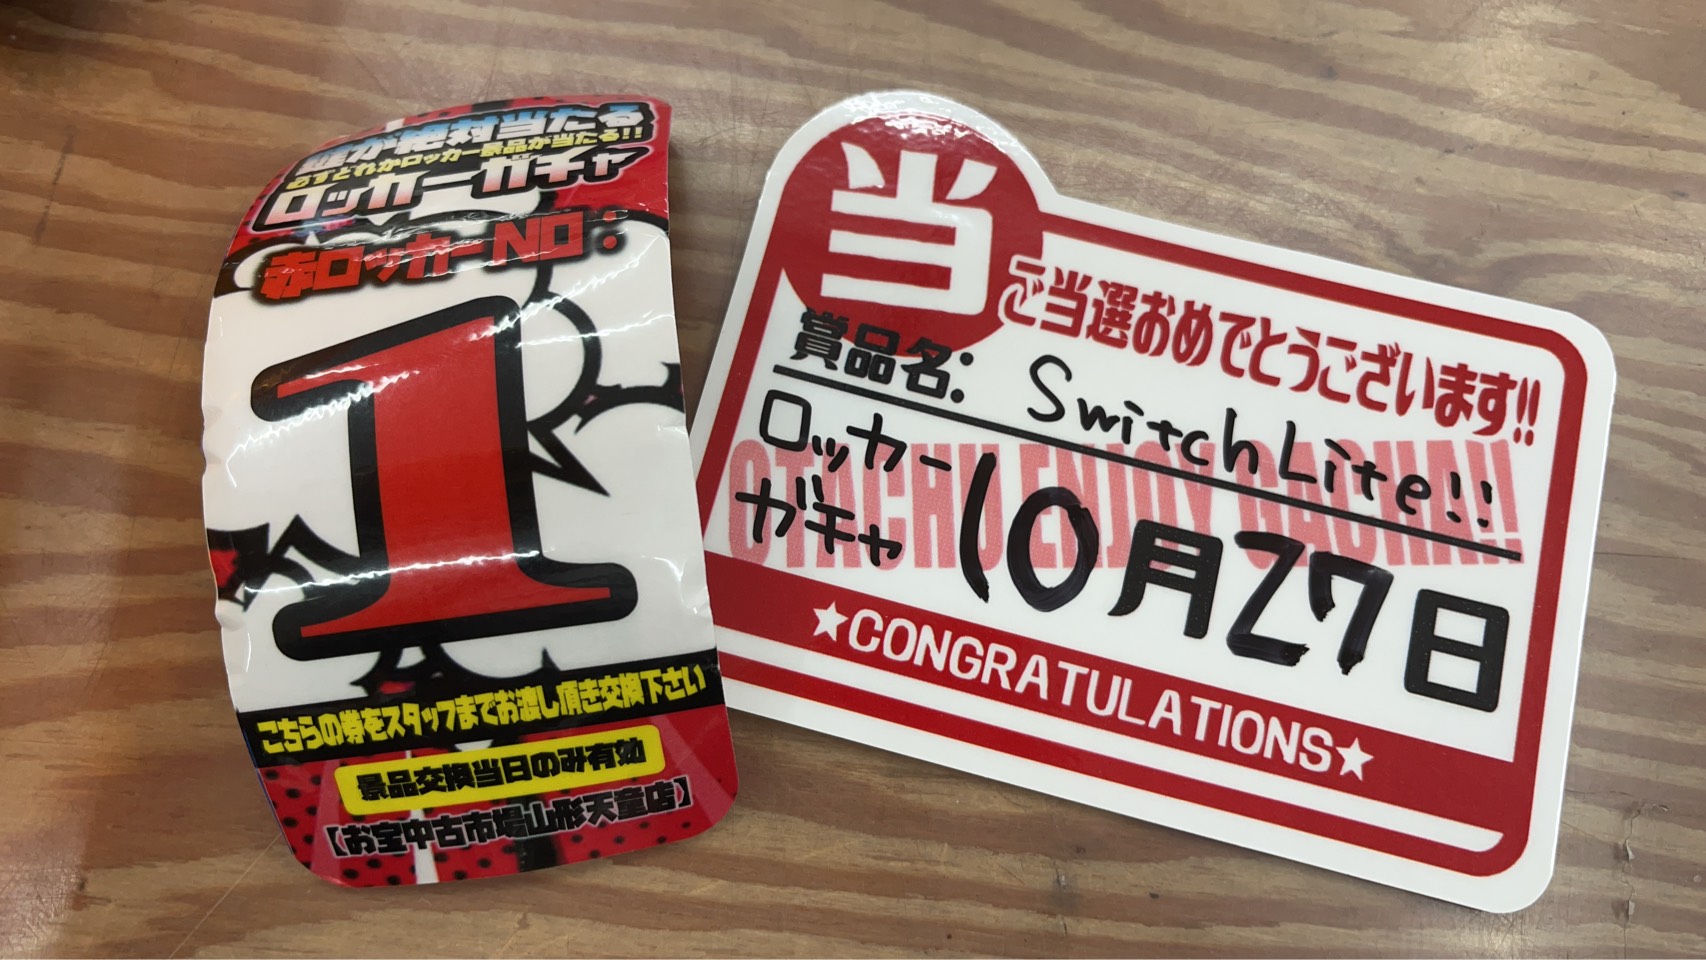 何かが絶対当たる
必ずどれかロッカー景品が当たる!!
ロッカーガチャ
赤ロッカーNO:
1
こちらの券をスタッフまでお渡し頂き交換下さい
景品交換当日のみ有効
【お宝中古市場山形天童店】
当
ご当選おめでとうございます!!
賞品名: SwitchLite!!
OTACHU ENJOY GACHA!!
ロッカー
ガチャ
10月27日
★CONGRATULATIONS★